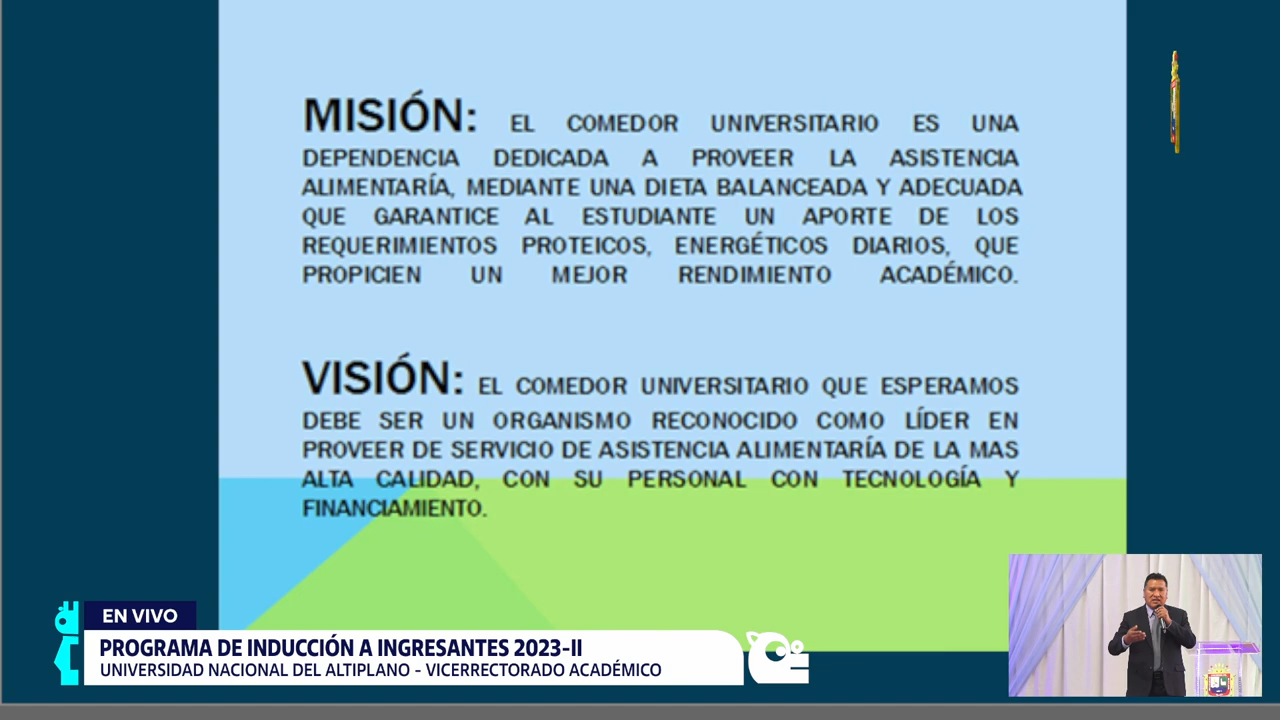 MISIÓN: EL COMEDOR UNIVERSITARIO ES UNA
DEPENDENCIA DEDICADA A PROVEER LA ASISTENCIA
ALIMENTARÍA, MEDIANTE UNA DIETA BALANCEADA Y ADECUADA
QUE GARANTICE AL ESTUDIANTE UN APORTE DE LOS
REQUERIMIENTOS PROTEICOS, ENERGÉTICOS DIARIOS, QUE
PROPICIEN UN MEJOR RENDIMIENTO ACADÉMICO.
VISIÓN: EL COMEDOR UNIVERSITARIO QUE ESPERAMOS
DEBE SER UN ORGANISMO RECONOCIDO COMO LÍDER EN
PROVEER DE SERVICIO DE ASISTENCIA ALIMENTARÍA DE LA MAS
ALTA CALIDAD, CON SU PERSONAL CON TECNOLOGÍA Y
FINANCIAMIENTO.
EN VIVO
PROGRAMA DE INDUCCIÓN A INGRESANTES 2023-II
UNIVERSIDAD NACIONAL DEL ALTIPLANO - VICERRECTORADO ACADÉMICO